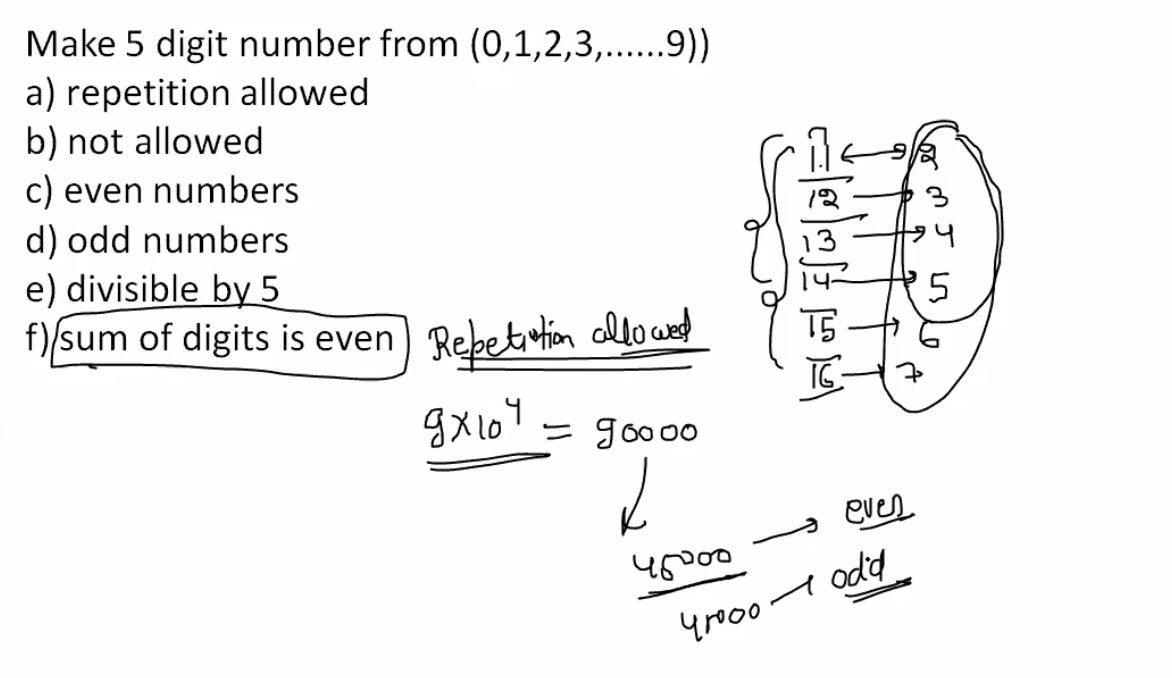 Make 5 digit number from (0,1,2,3,......9))
a) repetition allowed
b) not allowed
c) even numbers
d) odd numbers
e) divisible by 5
f) sum of digits is even
Repetition allowed
9×10⁴ = 90000
45000 → even
45000 → odd
11 ↔ 2
12 → 3
13 → 4
14 → 5
15 → 6
16 → 7